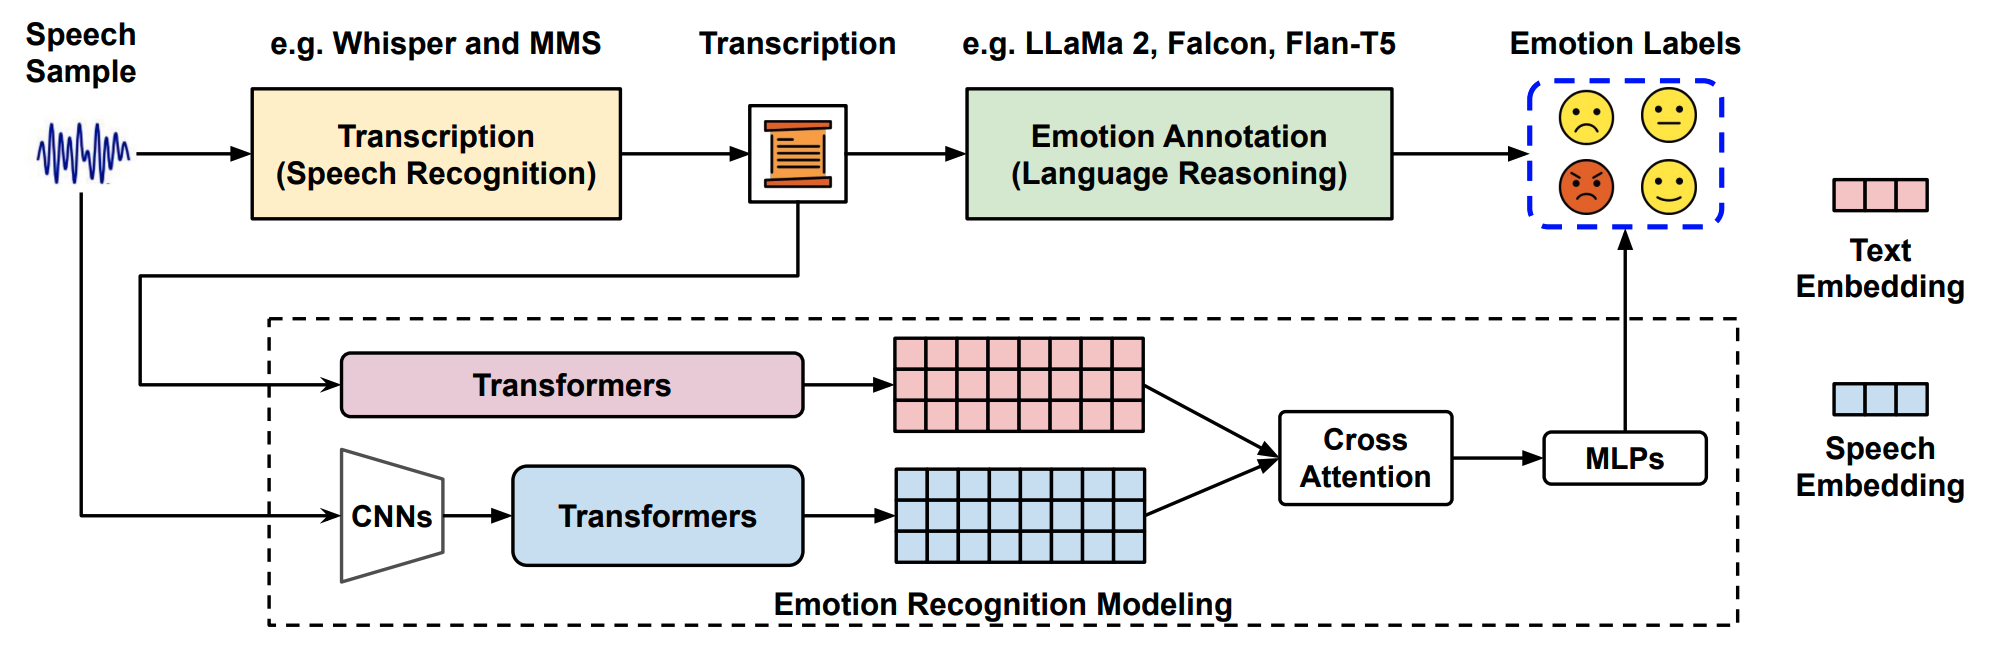 Speech
Sample
e.g. Whisper and MMS
Transcription
e.g. LLaMa 2, Falcon, Flan-T5
Emotion Labels
Transcription
(Speech Recognition)
Emotion Annotation
(Language Reasoning)
Text
Embedding
Transformers
Cross
Attention
MLPs
Speech
Embedding
CNNs
Transformers
Emotion Recognition Modeling